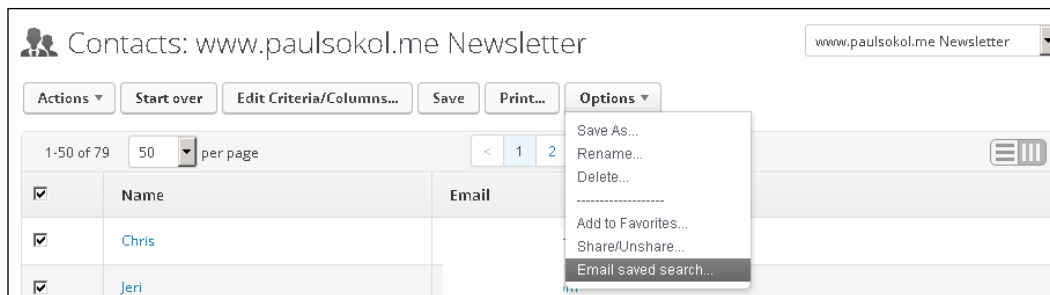 Contacts: www.paulsokol.me Newsletter
www.paulsokol.me Newsletter
Actions Start over Edit Criteria/Columns... Save Print... Options
Save As...
Rename...
Delete...
-------------------
Add to Favorites...
Share/Unshare...
Email saved search...
1-50 of 79 50 per page < 1 2
Name Email
Chris
Jeri